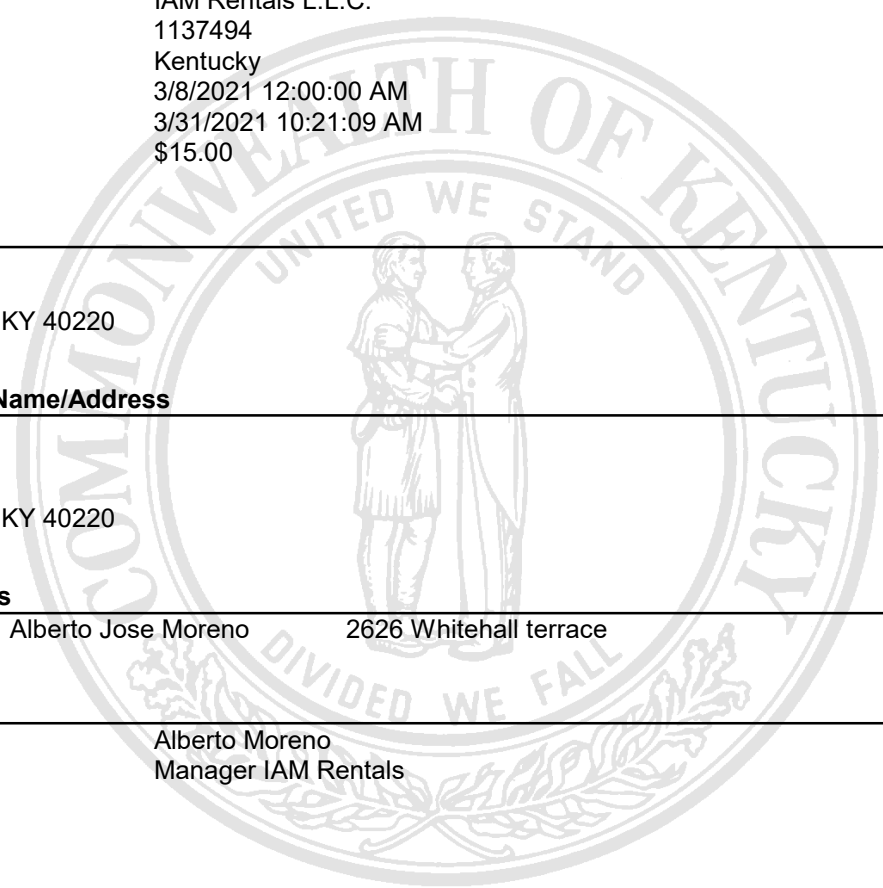 IAM Rentals L.L.C.
1137494
Kentucky
3/8/2021 12:00:00 AM
3/31/2021 10:21:09 AM
$15.00
KY 40220
Name/Address
KY 40220
s
Alberto Jose Moreno 2626 Whitehall terrace
Alberto Moreno
Manager IAM Rentals
COMMONWEALTH OF KENTUCKY
UNITED WE STAND
DIVIDED WE FALL